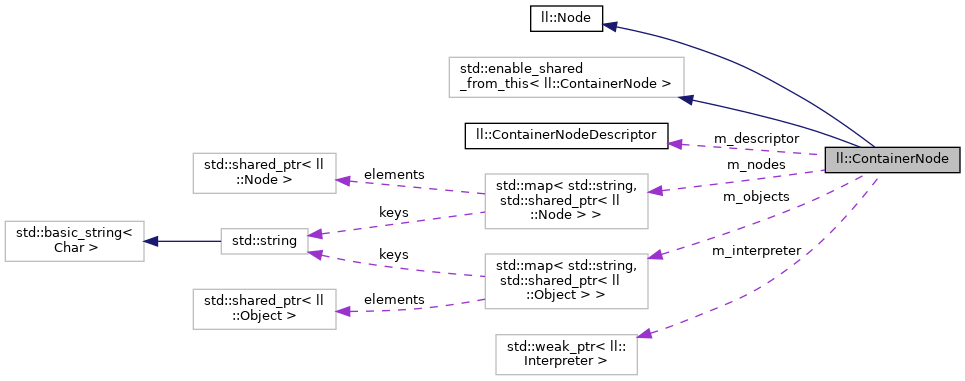 ll::Node
std::enable_shared
_from_this< ll::ContainerNode >
ll::ContainerNodeDescriptor
m_descriptor
ll::ContainerNode
std::shared_ptr< ll
::Node >
elements
std::map< std::string,
std::shared_ptr< ll
::Node > >
m_nodes
m_objects
keys
std::basic_string<
Char >
std::string
keys
m_interpreter
std::map< std::string,
std::shared_ptr< ll
::Object > >
std::shared_ptr< ll
::Object >
elements
std::weak_ptr< ll::
Interpreter >